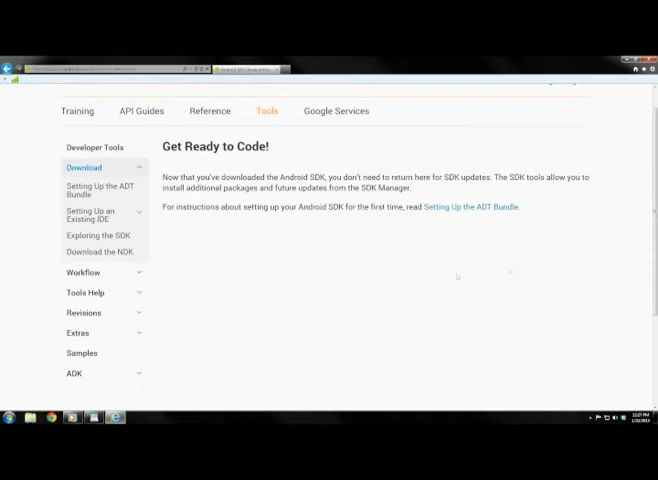 Training API Guides Reference Tools Google Services
Developer Tools
Download
Setting Up the ADT
Bundle
Setting Up an
Existing IDE
Exploring the SDK
Download the NDK
Workflow
Tools Help
Revisions
Extras
Samples
ADK
Get Ready to Code!
Now that you've downloaded the Android SDK, you don't need to return here for SDK updates. The SDK tools allow you to
install additional packages and future updates from the SDK Manager.
For instructions about setting up your Android SDK for the first time, read Setting Up the ADT Bundle.
12:27 PM